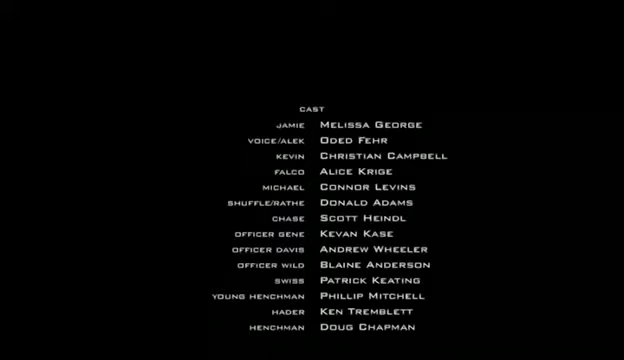 CAST
JAMIE MELISSA GEORGE
VOICE/ALEK ODED FEHR
KEVIN CHRISTIAN CAMPBELL
FALCO ALICE KRIGE
MICHAEL CONNOR LEVINS
SHUFFLE/RATHE DONALD ADAMS
CHASE SCOTT HEINDL
OFFICER GENE KEVAN KASE
OFFICER DAVIS ANDREW WHEELER
OFFICER WILD BLAINE ANDERSON
SWISS PATRICK KEATING
YOUNG HENCHMAN PHILLIP MITCHELL
HADER KEN TREMBLETT
HENCHMAN DOUG CHAPMAN